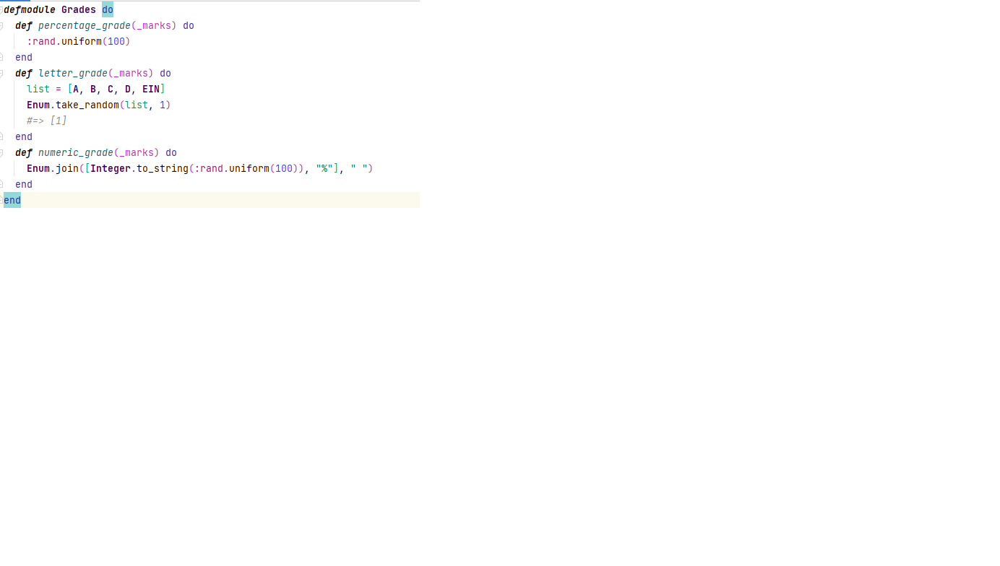 defmodule Grades do
  def percentage_grade(_marks) do
    :rand.uniform(100)
  end
  def letter_grade(_marks) do
    list = [A, B, C, D, EIN]
    Enum.take_random(list, 1)
    #=> [1]
  end
  def numeric_grade(_marks) do
    Enum.join([Integer.to_string(:rand.uniform(100)), "%"], " ")
  end
end